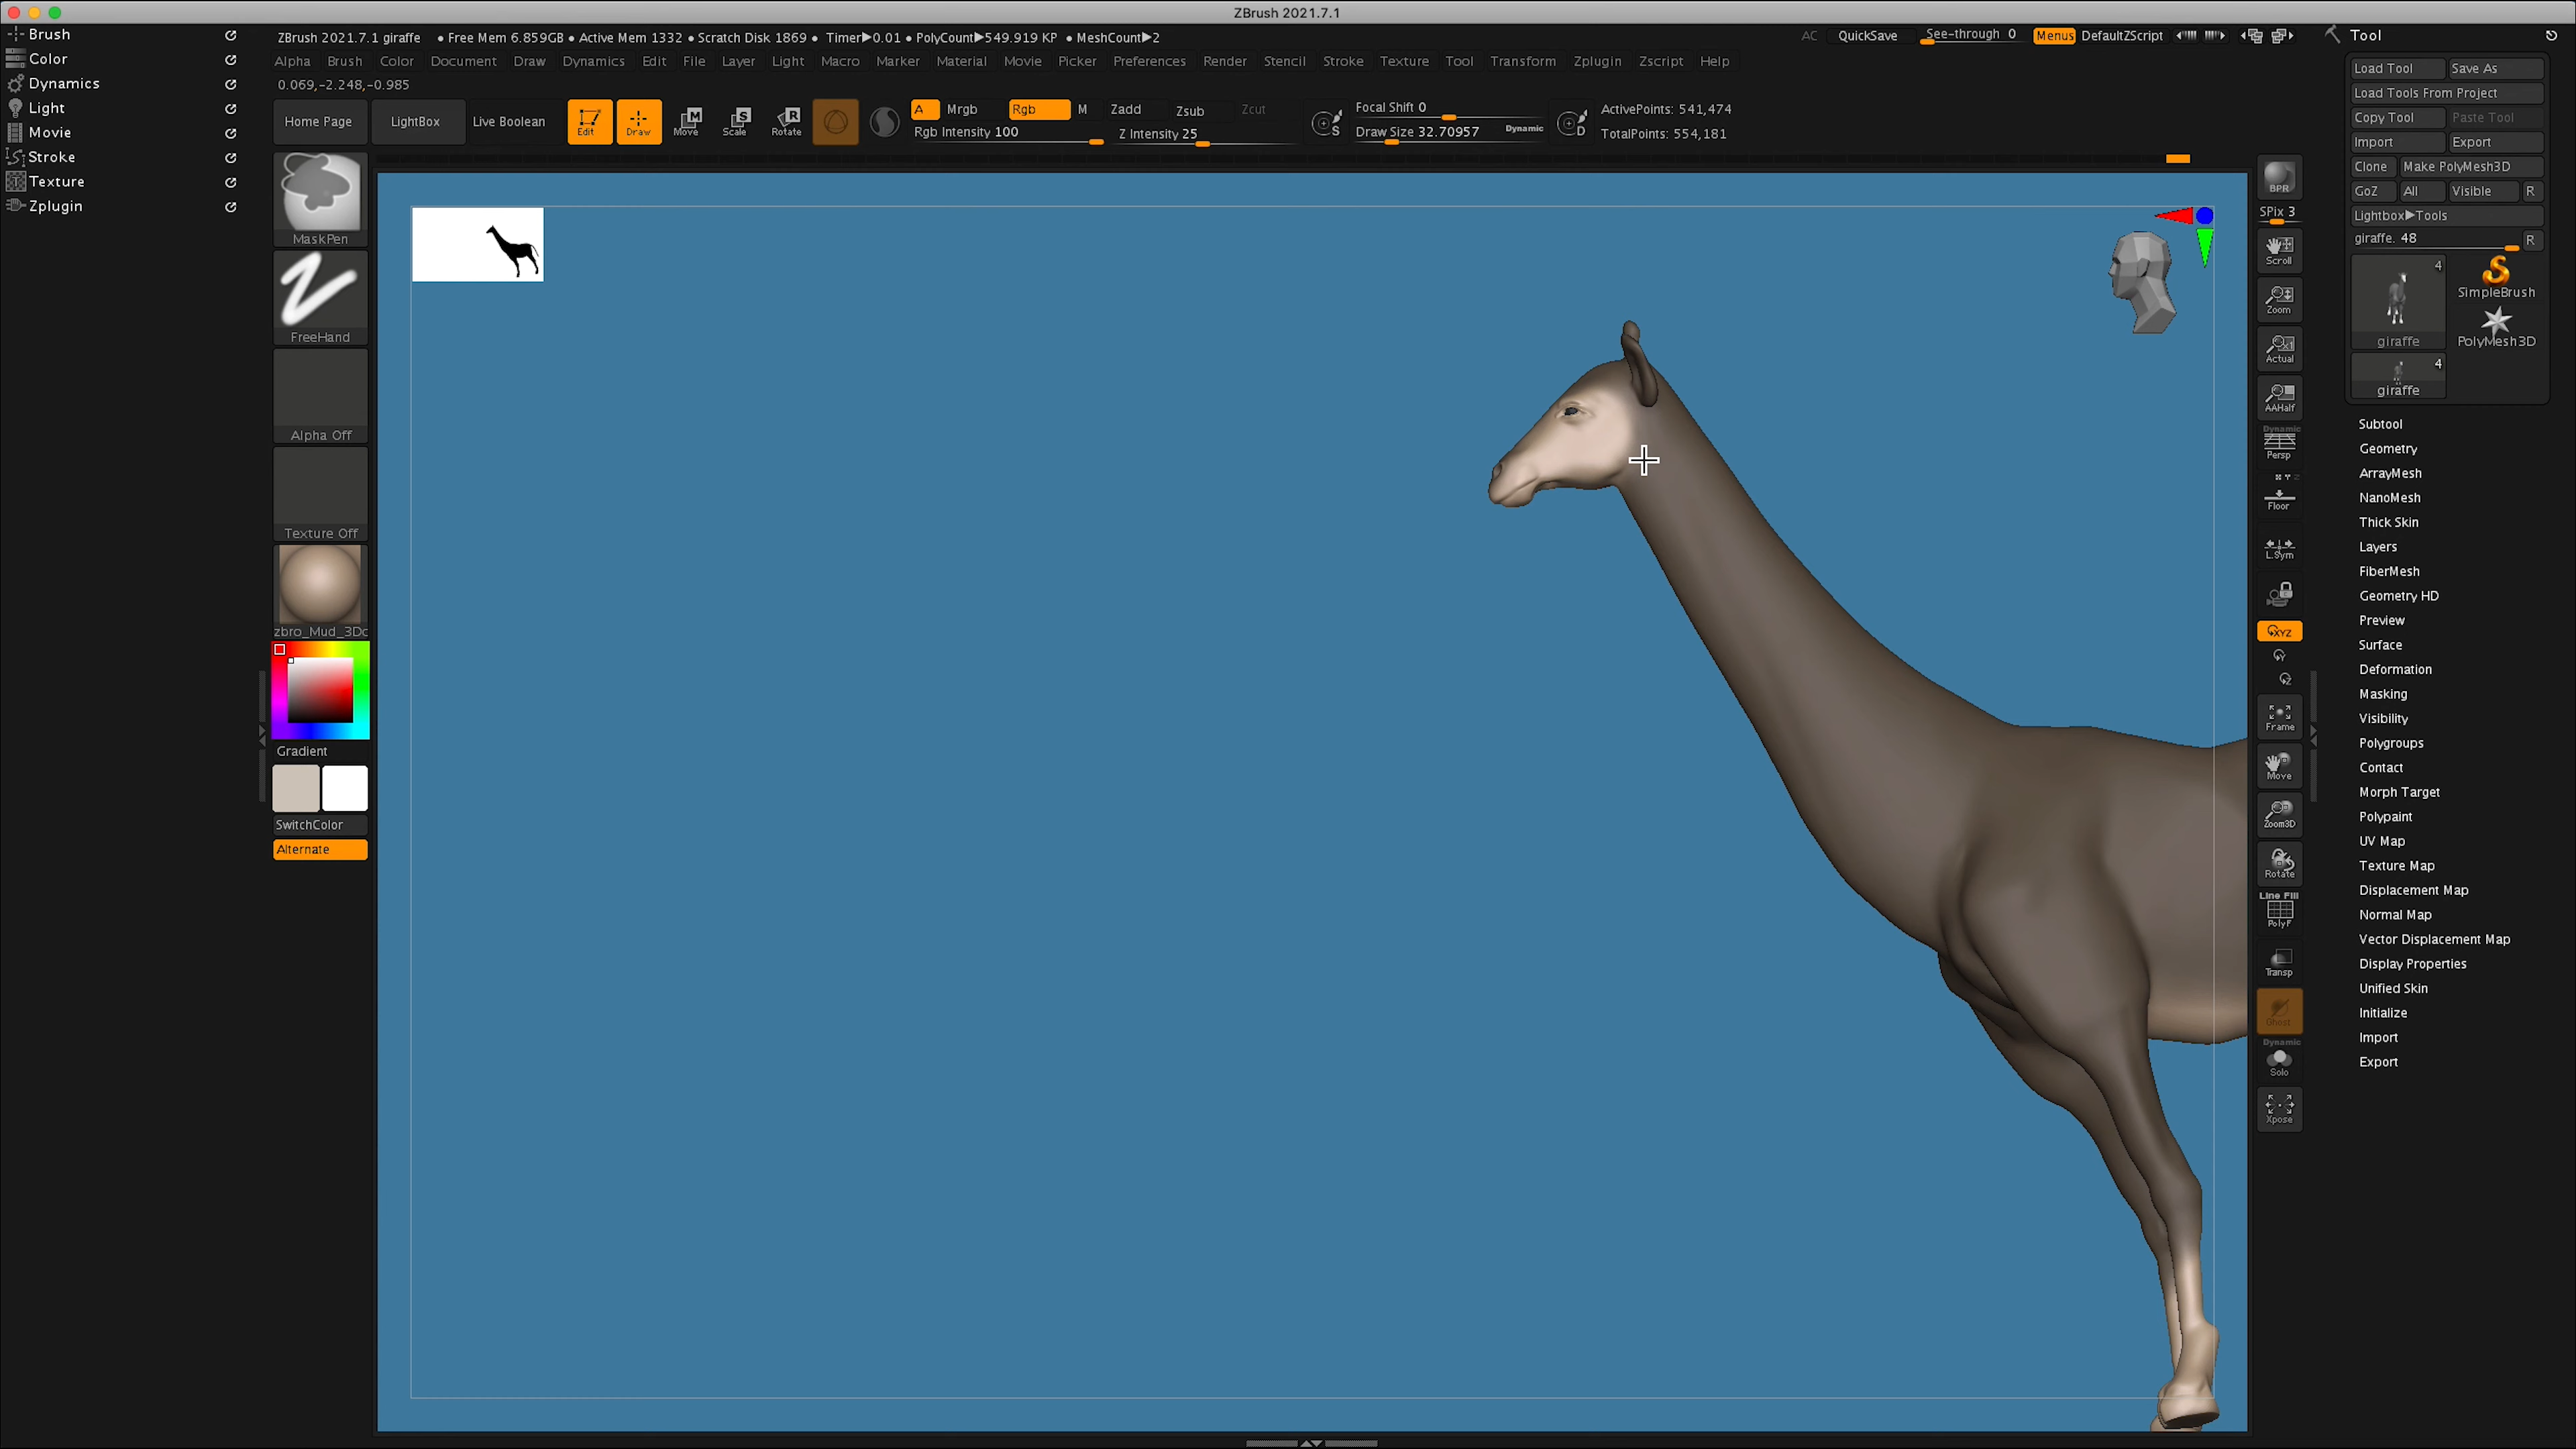 ZBrush 2021.7.1
Brush
Color
Dynamics
Light
Movie
Stroke
Texture
Zplugin
ZBrush 2021.7.1 giraffe • Free Mem 6.859GB • Active Mem 1332 • Scratch Disk 1869 • Timer▶0.01 • PolyCount▶549.919 KP • MeshCount▶2
AC QuickSave See-through 0 Menus DefaultZScript
Alpha Brush Color Document Draw Dynamics Edit File Layer Light Macro Marker Material Movie Picker Preferences Render Stencil Stroke Texture Tool Transform Zplugin Zscript Help
0.069,-2.248,-0.985
Home Page LightBox Live Boolean Edit Draw Move Scale Rotate
A Mrgb Rgb M Zadd Zsub Zcut
Rgb Intensity 100 Z Intensity 25
Focal Shift 0
Draw Size 32.70957 Dynamic
ActivePoints: 541,474
TotalPoints: 554,181
MaskPen
FreeHand
Alpha Off
Texture Off
zbro_Mud_3Dc
Gradient
SwitchColor
Alternate
BPR
SPix 3
Scroll
Zoom
Actual
AAHalf
Dynamic
Persp
Floor
L.Sym
XYZ
Y
Z
Frame
Move
Zoom3D
Rotate
Line Fill
PolyF
Transp
Ghost
Dynamic
Solo
Xpose
Tool
Load Tool Save As
Load Tools From Project
Copy Tool Paste Tool
Import Export
Clone Make PolyMesh3D
GoZ All Visible R
Lightbox▶Tools
giraffe. 48 R
4
giraffe
SimpleBrush
PolyMesh3D
4
giraffe
Subtool
Geometry
ArrayMesh
NanoMesh
Thick Skin
Layers
FiberMesh
Geometry HD
Preview
Surface
Deformation
Masking
Visibility
Polygroups
Contact
Morph Target
Polypaint
UV Map
Texture Map
Displacement Map
Normal Map
Vector Displacement Map
Display Properties
Unified Skin
Initialize
Import
Export